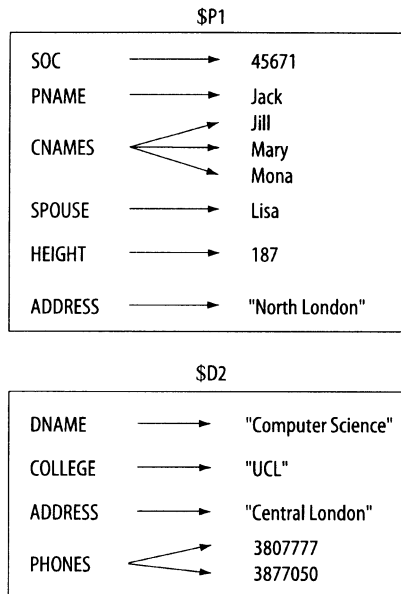 $P1
SOC 45671
PNAME Jack
Jill
CNAMES Mary
Mona
SPOUSE Lisa
HEIGHT 187
ADDRESS "North London"
$D2
DNAME "Computer Science"
COLLEGE "UCL"
ADDRESS "Central London"
PHONES 3807777
3877050